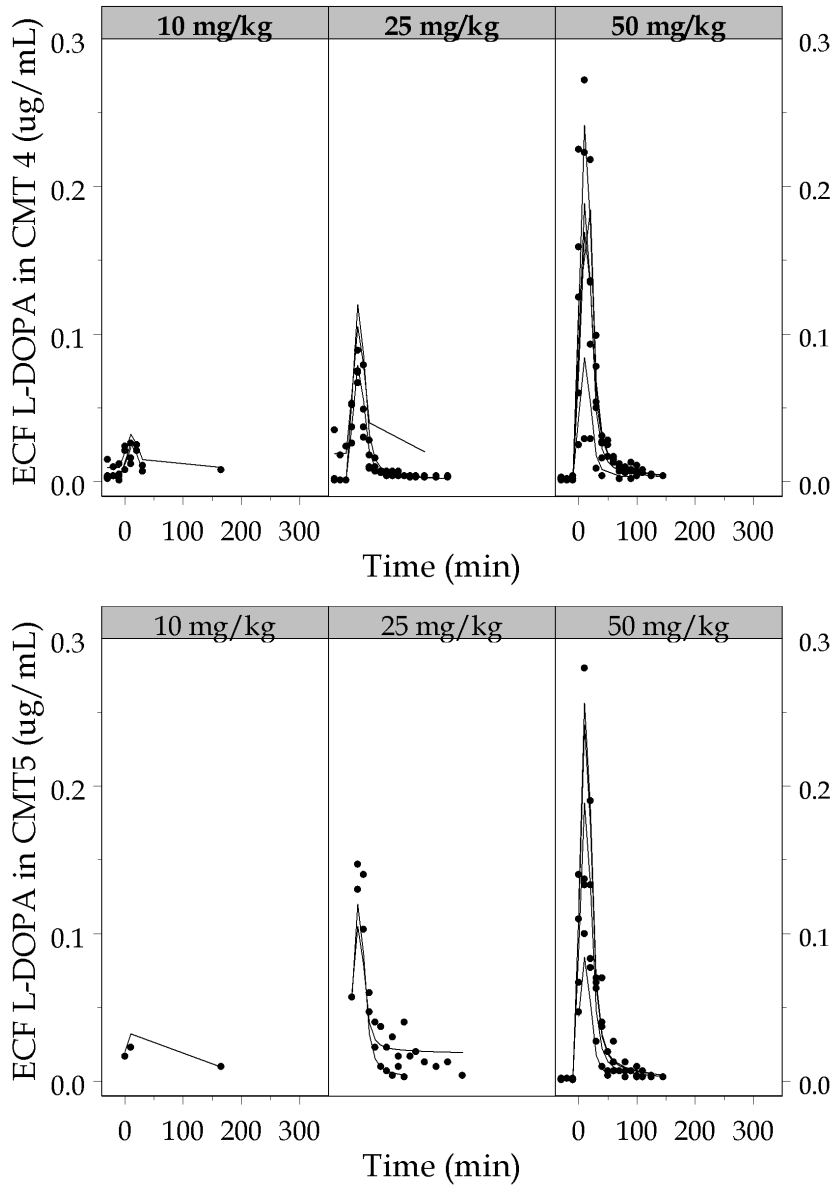 10 mg/kg 25 mg/kg 50 mg/kg
0.3 0.3
0.2 0.2
0.1 0.1
0.0 0.0
ECF L-DOPA in CMT 4 (ug/mL)
0 100 200 300 0 100 200 300
Time (min)
10 mg/kg 25 mg/kg 50 mg/kg
0.3 0.3
0.2 0.2
0.1 0.1
0.0 0.0
ECF L-DOPA in CMT5 (ug/mL)
0 100 200 300 0 100 200 300
Time (min)